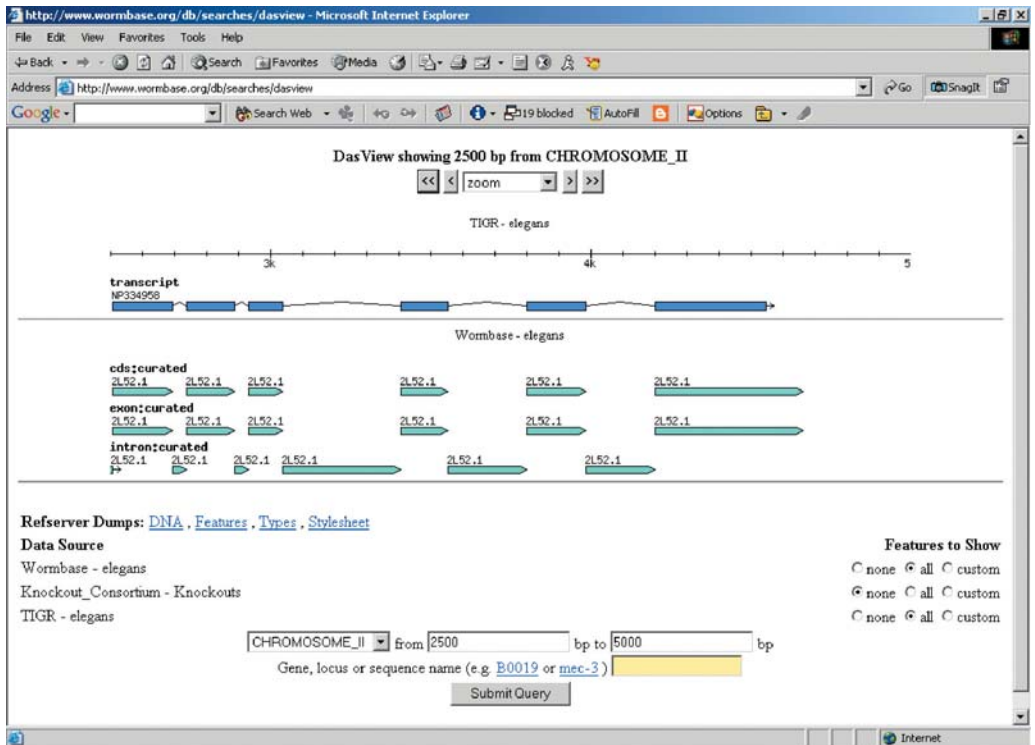 http://www.wormbase.org/db/searches/dasview - Microsoft Internet Explorer
File Edit View Favorites Tools Help
Back Search Favorites Media
Address http://www.wormbase.org/db/searches/dasview Go SnagIt
Google Search Web 19 blocked AutoFill Options
DasView showing 2500 bp from CHROMOSOME_II
<< < zoom > >>
TIGR - elegans
3k 4k 5
transcript
NP334958
Wormbase - elegans
cds:curated
2L52.1 2L52.1 2L52.1 2L52.1 2L52.1 2L52.1
exon:curated
2L52.1 2L52.1 2L52.1 2L52.1 2L52.1 2L52.1
intron:curated
2L52.1 2L52.1 2L52.1 2L52.1 2L52.1 2L52.1
Refserver Dumps: DNA , Features , Types , Stylesheet
Data Source Features to Show
Wormbase - elegans none all custom
Knockout_Consortium - Knockouts none all custom
TIGR - elegans none all custom
CHROMOSOME_II from 2500 bp to 5000 bp
Gene, locus or sequence name (e.g. B0019 or mec-3 )
Submit Query
Internet